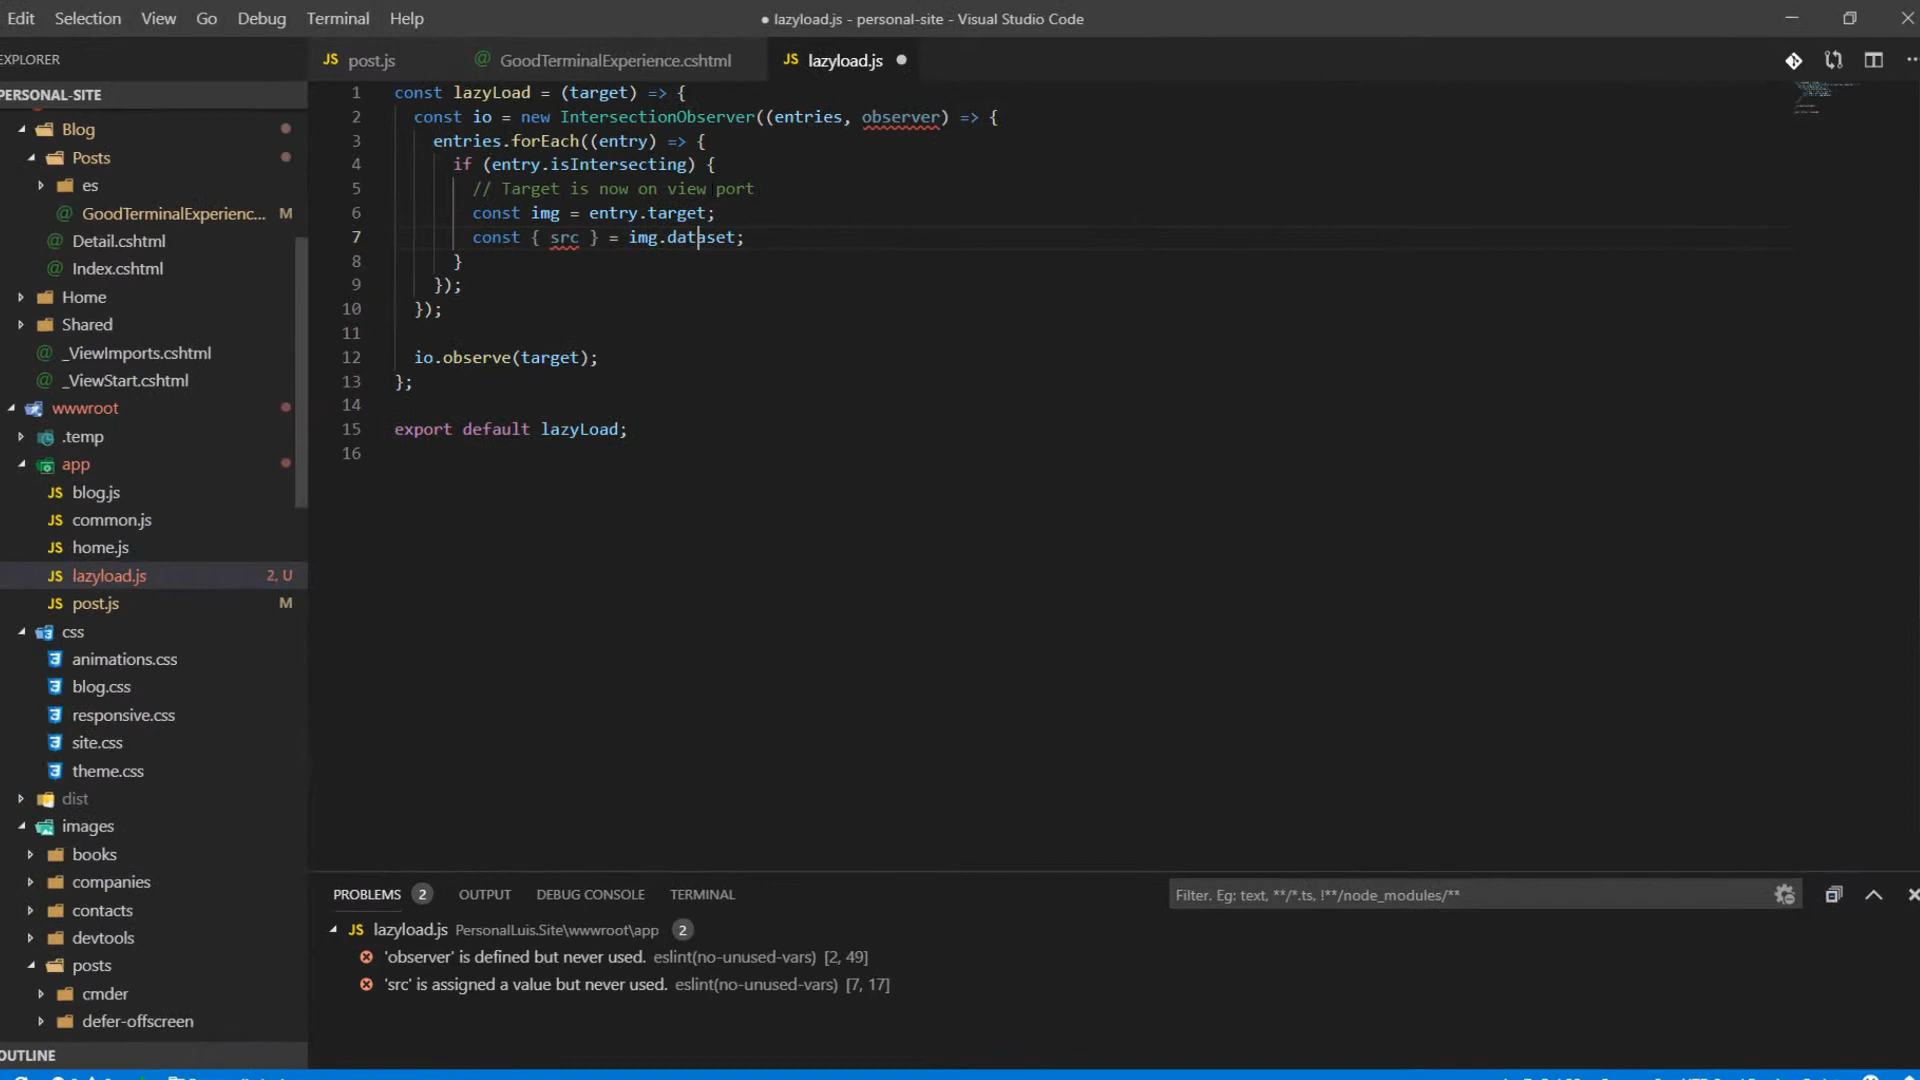 Edit Selection View Go Debug Terminal Help
● lazyload.js - personal-site - Visual Studio Code
EXPLORER
PERSONAL-SITE
Blog
Posts
es
GoodTerminalExperienc... M
Detail.cshtml
Index.cshtml
Home
Shared
_ViewImports.cshtml
_ViewStart.cshtml
wwwroot
.temp
app
JS blog.js
JS common.js
JS home.js
JS lazyload.js 2, U
JS post.js M
css
animations.css
blog.css
responsive.css
site.css
theme.css
dist
images
books
companies
contacts
devtools
posts
cmder
defer-offscreen
OUTLINE
JS post.js
@ GoodTerminalExperience.cshtml
JS lazyload.js
1 const lazyLoad = (target) => {
2 const io = new IntersectionObserver((entries, observer) => {
3 entries.forEach((entry) => {
4 if (entry.isIntersecting) {
5 // Target is now on view port
6 const img = entry.target;
7 const { src } = img.dataset;
8 }
9 });
10 });
11
12 io.observe(target);
13 };
14
15 export default lazyLoad;
16
PROBLEMS 2 OUTPUT DEBUG CONSOLE TERMINAL
Filter. Eg: text, **/*.ts, !**/node_modules/**
JS lazyload.js PersonalLuis.Site\wwwroot\app 2
'observer' is defined but never used. eslint(no-unused-vars) [2, 49]
'src' is assigned a value but never used. eslint(no-unused-vars) [7, 17]